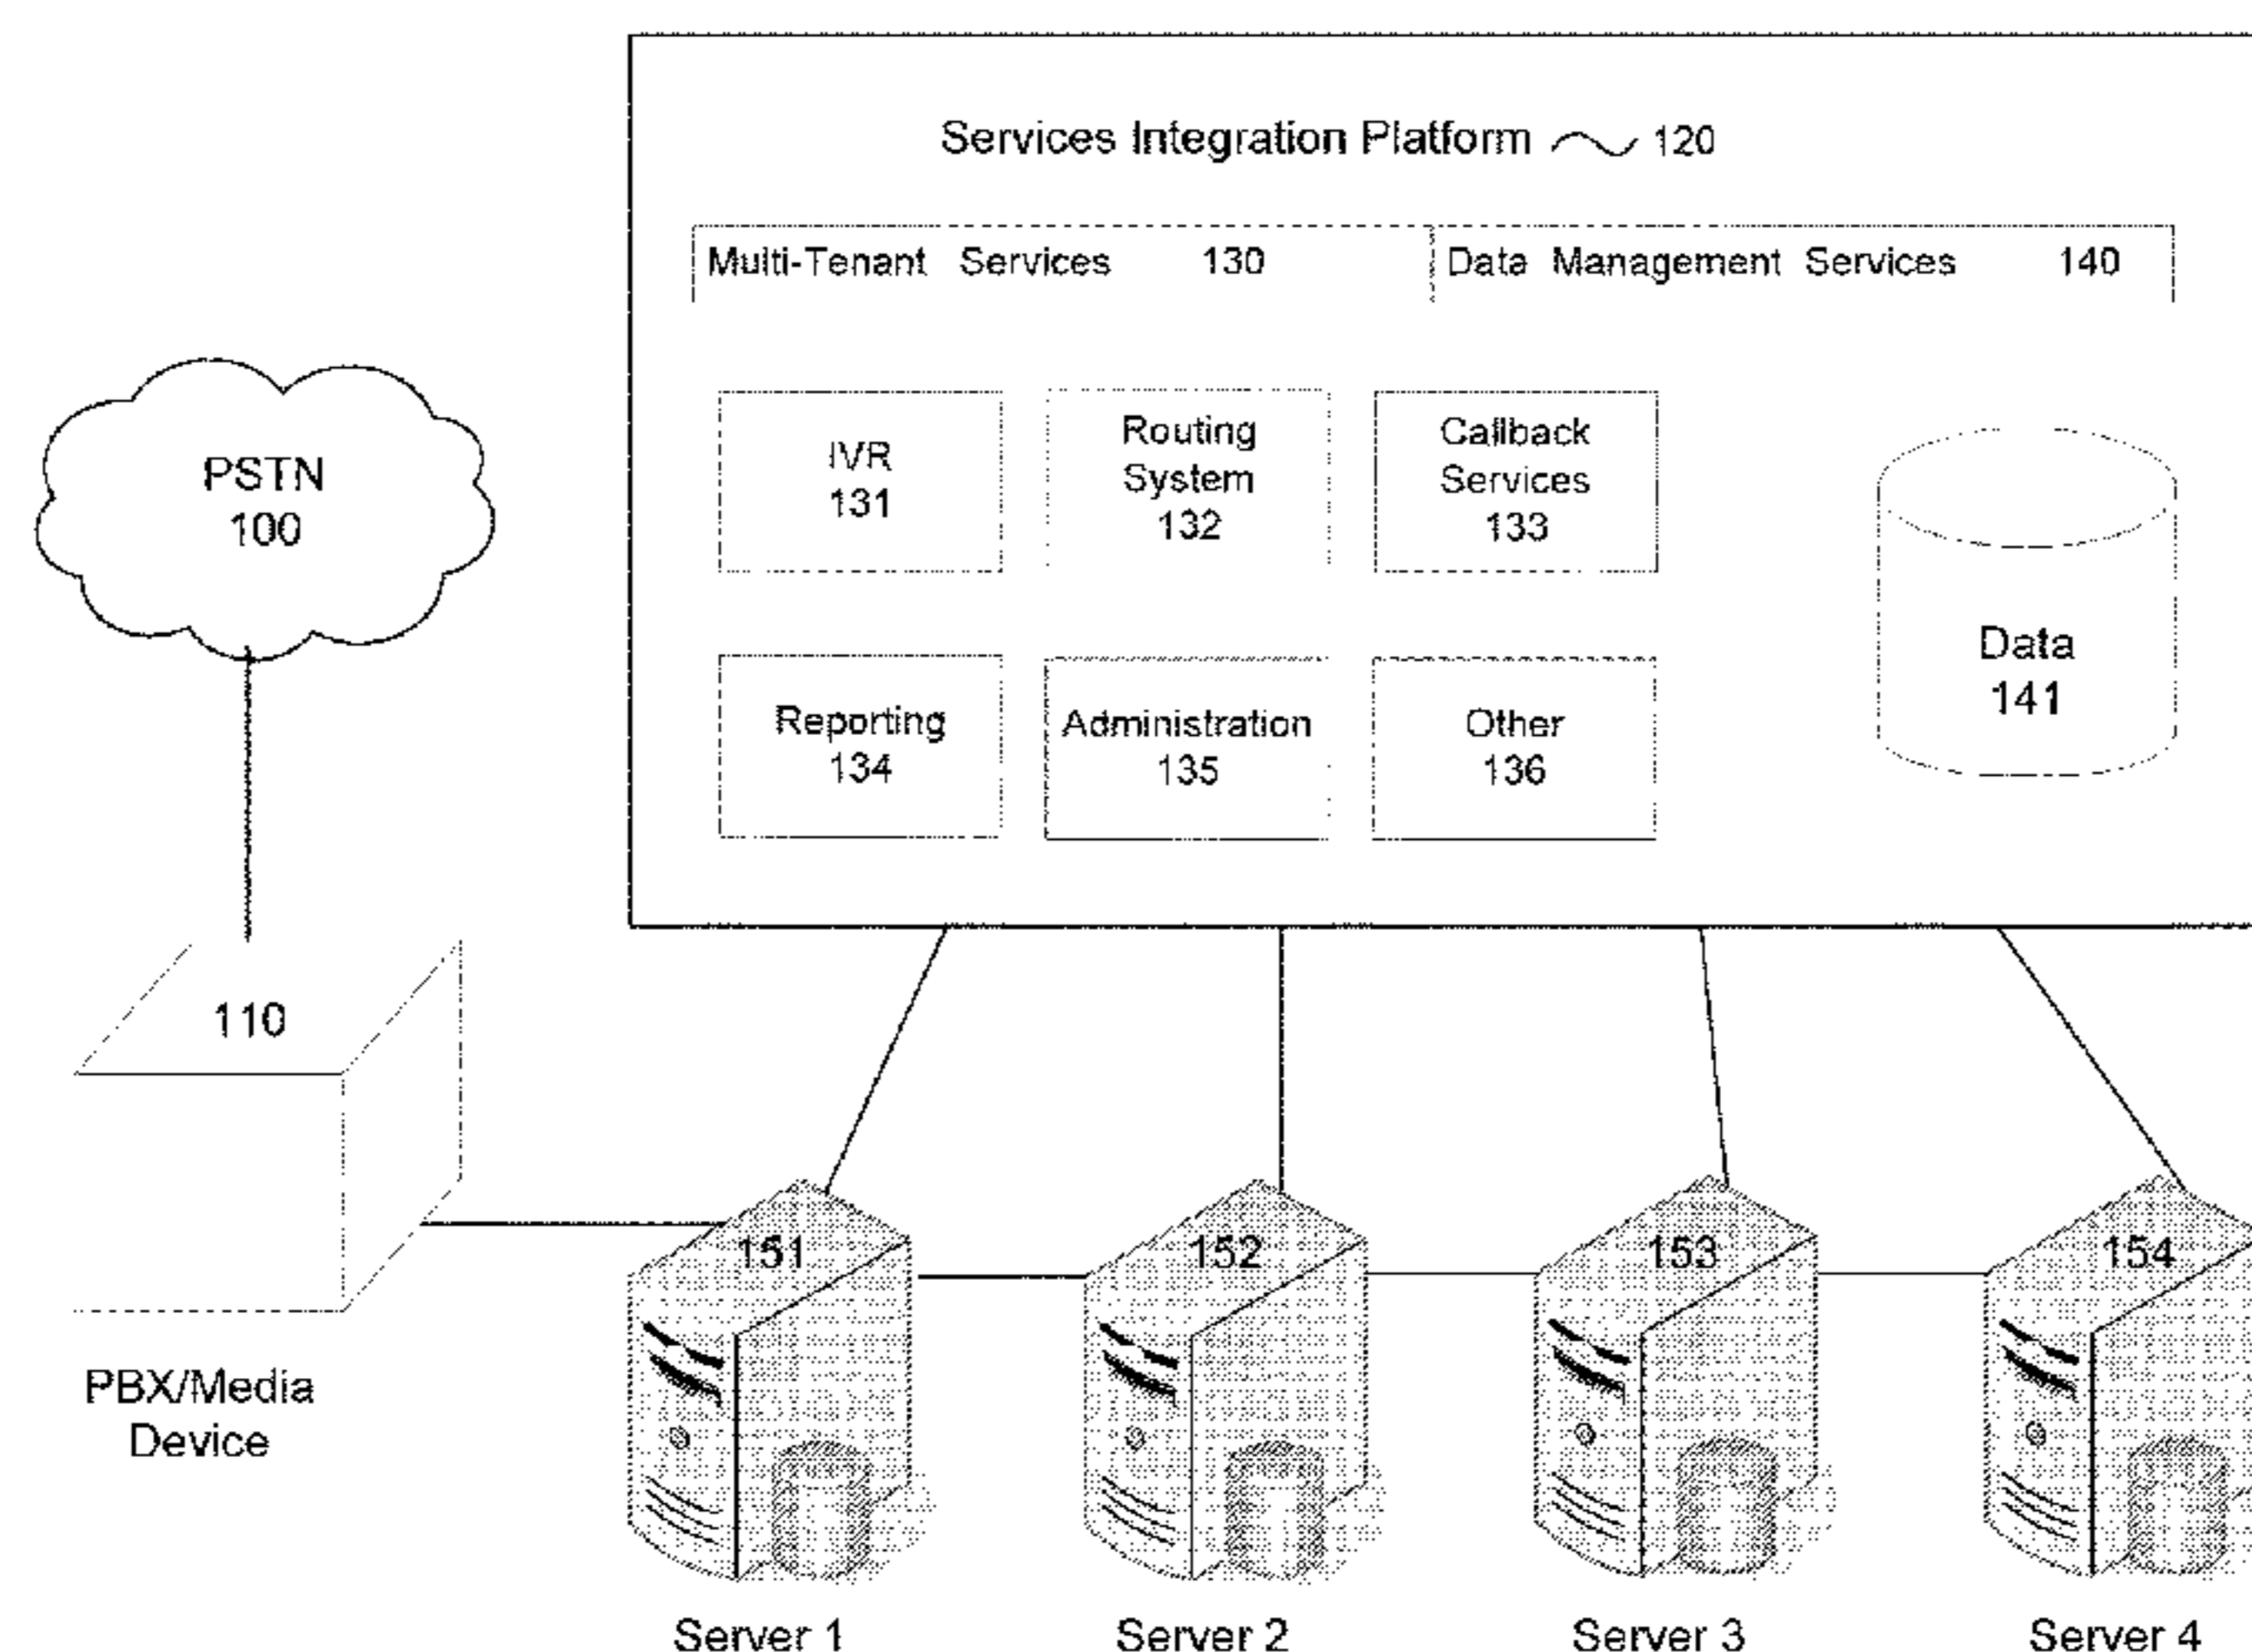 Services Integration Platform 120
Multi-Tenant Services 130
Data Management Services 140
PSTN
100
IVR
131
Routing
System
132
Callback
Services
133
Data
141
Reporting
134
Administration
135
Other
136
110
PBX/Media
Device
151
152
153
154
Server 1
Server 2
Server 3
Server 4